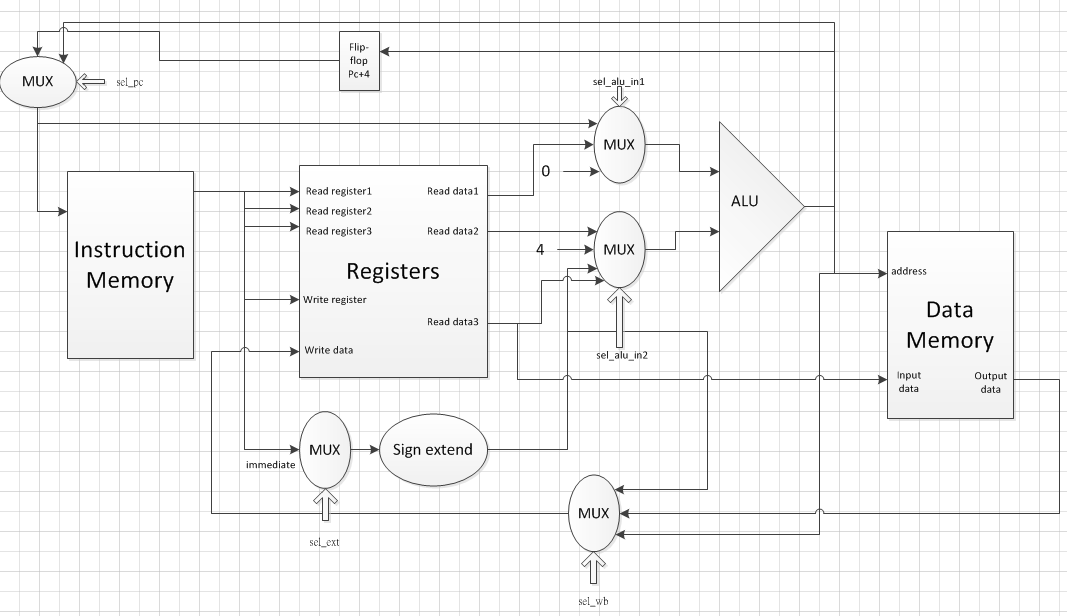 Flip-
flop
Pc+4
MUX
sel_pc
sel_alu_in1
MUX
0
Instruction
Memory
Read register1
Read register2
Read register3
Registers
Write register
Write data
Read data1
Read data2
Read data3
4
MUX
sel_alu_in2
ALU
address
Data
Memory
Input
data
Output
data
immediate
MUX
sel_ext
Sign extend
MUX
sel_wb